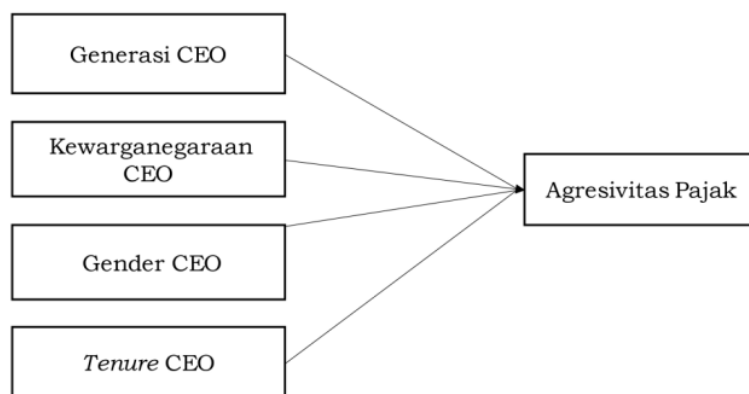 Generasi CEO
Kewarganegaraan
CEO
Agresivitas Pajak
Gender CEO
Tenure CEO